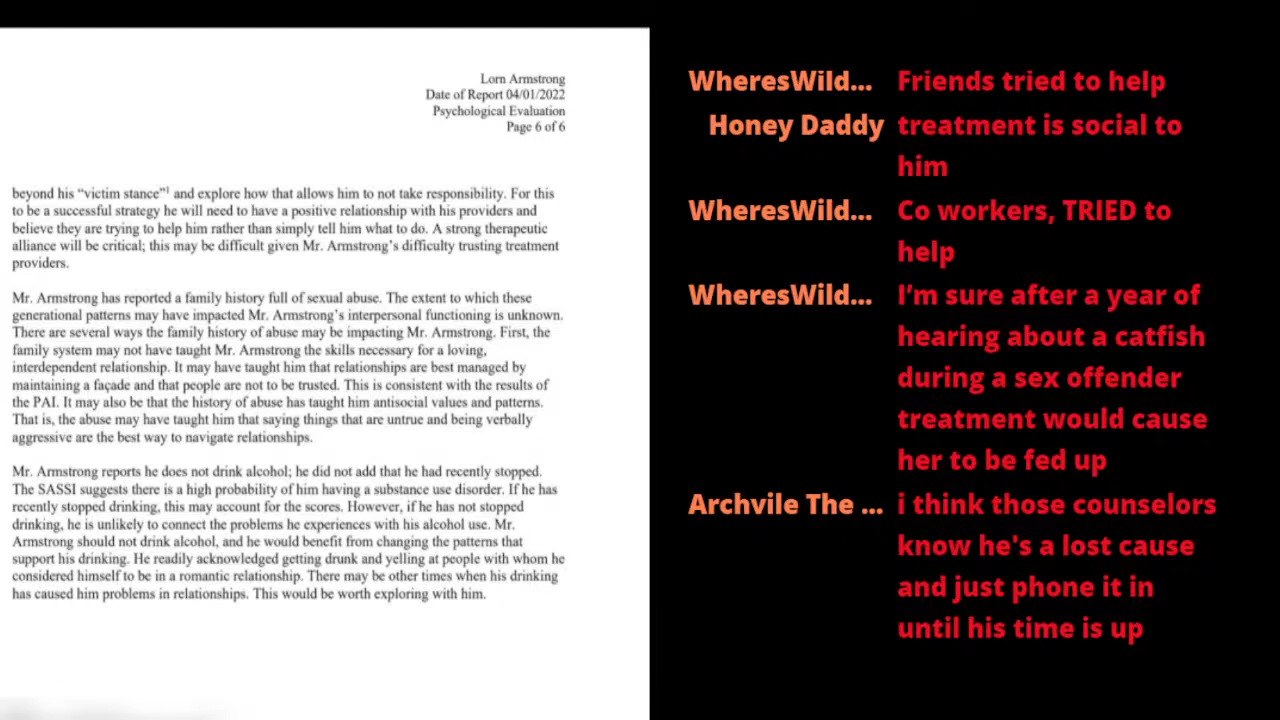 Lorn Armstrong
Date of Report 04/01/2022
Psychological Evaluation
Page 6 of 6
beyond his “victim stance”¹ and explore how that allows him to not take responsibility. For this
to be a successful strategy he will need to have a positive relationship with his providers and
believe they are trying to help him rather than simply tell him what to do. A strong therapeutic
alliance will be critical; this may be difficult given Mr. Armstrong’s difficulty trusting treatment
providers.
Mr. Armstrong has reported a family history full of sexual abuse. The extent to which these
generational patterns may have impacted Mr. Armstrong’s interpersonal functioning is unknown.
There are several ways the family history of abuse may be impacting Mr. Armstrong. First, the
family system may not have taught Mr. Armstrong the skills necessary for a loving,
interdependent relationship. It may have taught him that relationships are best managed by
maintaining a façade and that people are not to be trusted. This is consistent with the results of
the PAI. It may also be that the history of abuse has taught him antisocial values and patterns.
That is, the abuse may have taught him that saying things that are untrue and being verbally
aggressive are the best way to navigate relationships.
Mr. Armstrong reports he does not drink alcohol; he did not add that he had recently stopped.
The SASSI suggests there is a high probability of him having a substance use disorder. If he has
recently stopped drinking, this may account for the scores. However, if he has not stopped
drinking, he is unlikely to connect the problems he experiences with his alcohol use. Mr.
Armstrong should not drink alcohol, and he would benefit from changing the patterns that
support his drinking. He readily acknowledged getting drunk and yelling at people with whom he
considered himself to be in a romantic relationship. There may be other times when his drinking
has caused him problems in relationships. This would be worth exploring with him.
WheresWild... Friends tried to help
Honey Daddy treatment is social to
him
WheresWild... Co workers, TRIED to
help
WheresWild... I’m sure after a year of
hearing about a catfish
during a sex offender
treatment would cause
her to be fed up
Archvile The ... i think those counselors
know he's a lost cause
and just phone it in
until his time is up